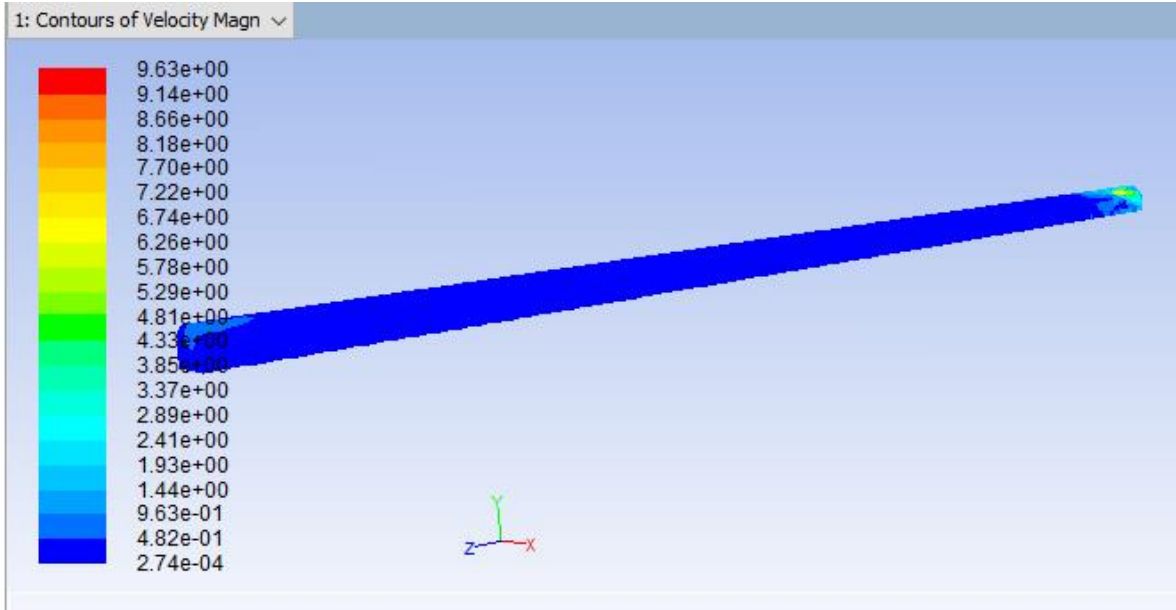 1: Contours of Velocity Magn
9.63e+00
9.14e+00
8.66e+00
8.18e+00
7.70e+00
7.22e+00
6.74e+00
6.26e+00
5.78e+00
5.29e+00
4.81e+00
4.33e+00
3.85e+00
3.37e+00
2.89e+00
2.41e+00
1.93e+00
1.44e+00
9.63e-01
4.82e-01
2.74e-04
Y
Z
X